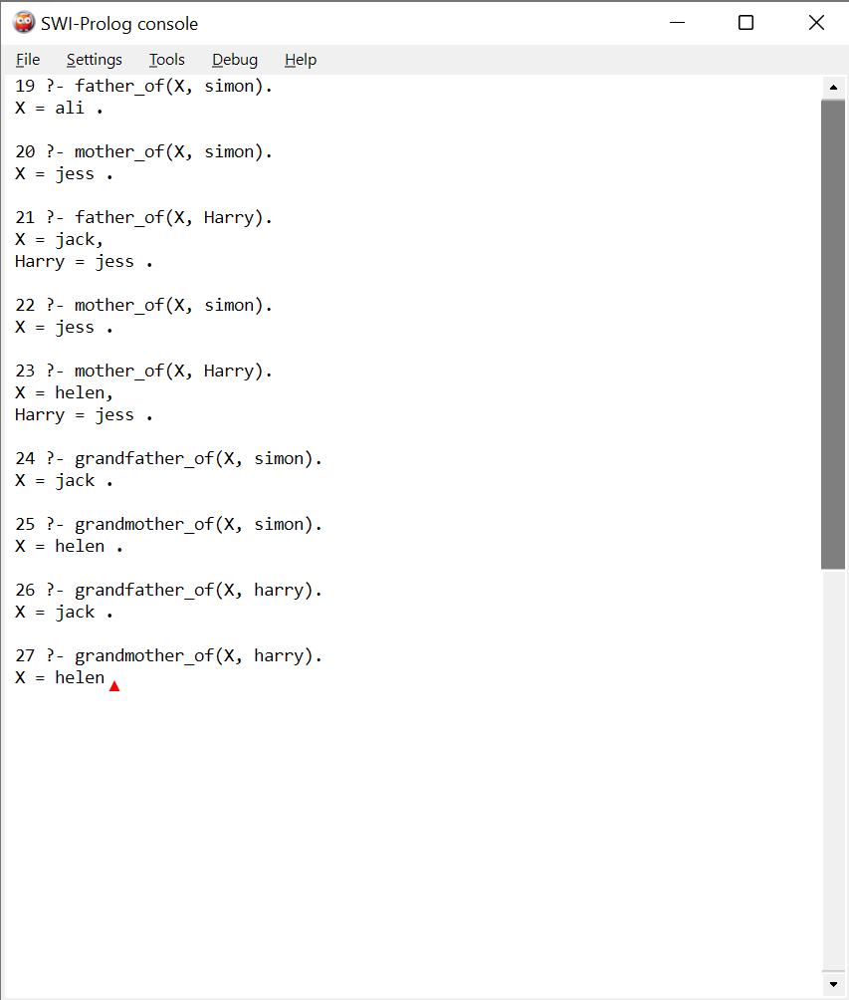 SWI-Prolog console
File Settings Tools Debug Help
19 ?- father_of(X, simon).
X = ali .
20 ?- mother_of(X, simon).
X = jess .
21 ?- father_of(X, Harry).
X = jack,
Harry = jess .
22 ?- mother_of(X, simon).
X = jess .
23 ?- mother_of(X, Harry).
X = helen,
Harry = jess .
24 ?- grandfather_of(X, simon).
X = jack .
25 ?- grandmother_of(X, simon).
X = helen .
26 ?- grandfather_of(X, harry).
X = jack .
27 ?- grandmother_of(X, harry).
X = helen